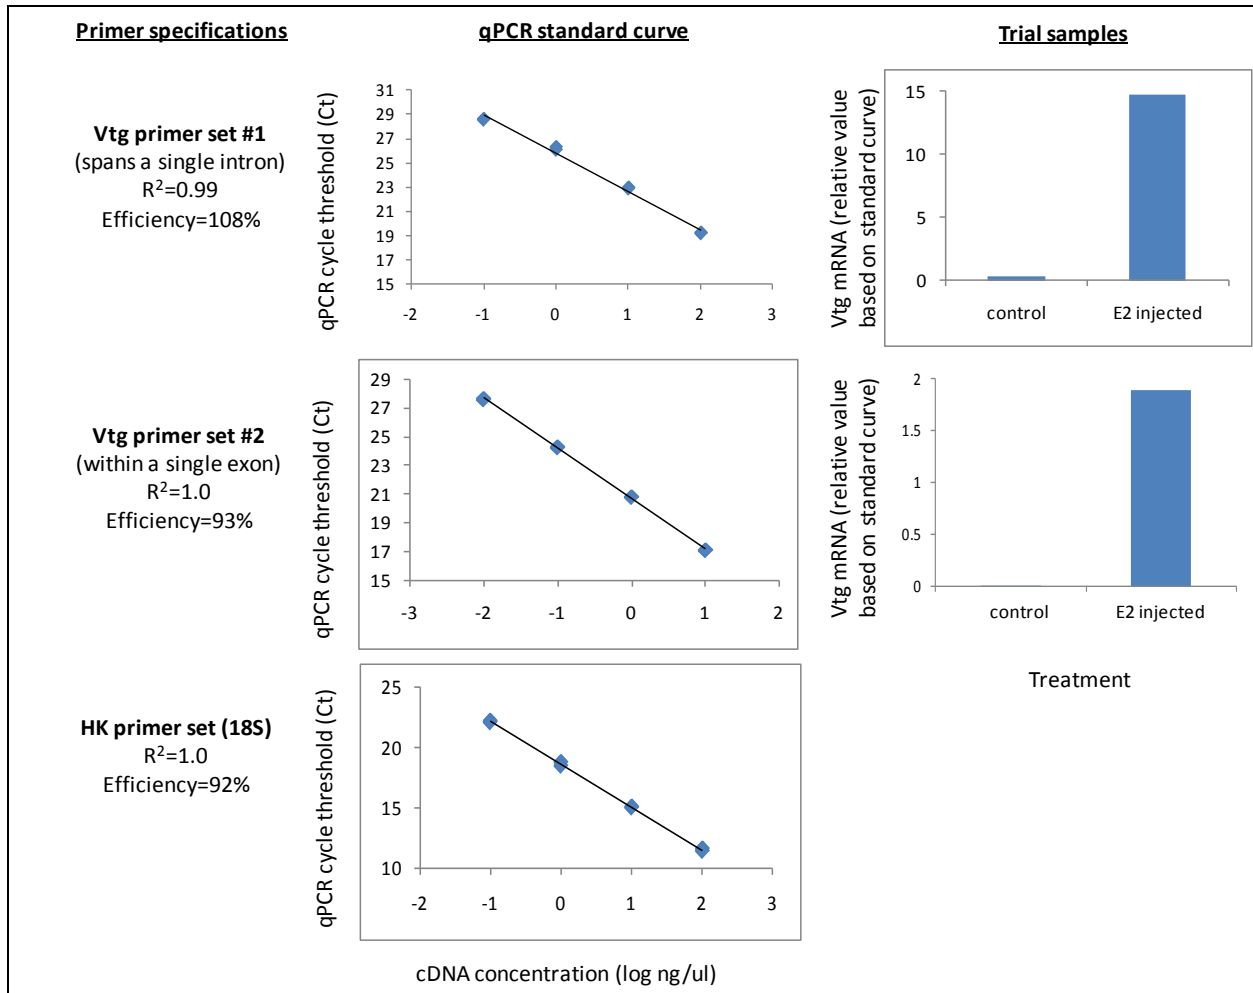 Primer specifications
qPCR standard curve
Trial samples
Vtg primer set #1
(spans a single intron)
R²=0.99
Efficiency=108%
qPCR cycle threshold (Ct)
31
29
27
25
23
21
19
17
15
-2 -1 0 1 2 3
Vtg mRNA (relative value
based on standard curve)
15
10
5
0
control E2 injected
Vtg primer set #2
(within a single exon)
R²=1.0
Efficiency=93%
qPCR cycle threshold (Ct)
29
27
25
23
21
19
17
15
-3 -2 -1 0 1 2
Vtg mRNA (relative value
based on standard curve)
2
1.5
1
0.5
0
control E2 injected
Treatment
HK primer set (18S)
R²=1.0
Efficiency=92%
qPCR cycle threshold (Ct)
25
20
15
10
-2 -1 0 1 2 3
cDNA concentration (log ng/ul)